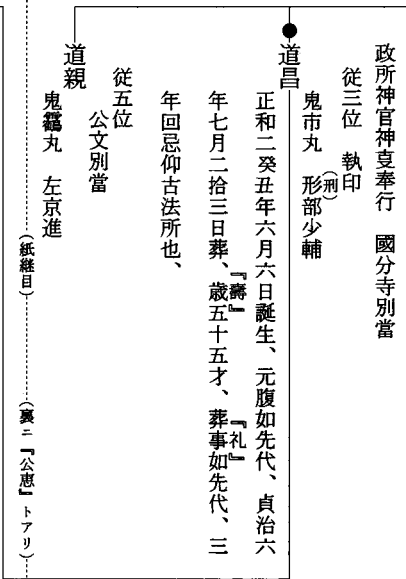 政所神官神㕝奉行　國分寺別當
従三位　執印
（刑）
鬼市丸　形部少輔
道昌
正和二癸丑年六月六日誕生、元腹如先代、貞治六
『壽』『礼』
年七月二拾三日葬、歳五十五才、葬事如先代、三
年回忌仰古法所也、
従五位
公文別當
道親
鬼靍丸　左京進
（紙継目）（裏ニ『公恵』トアリ）